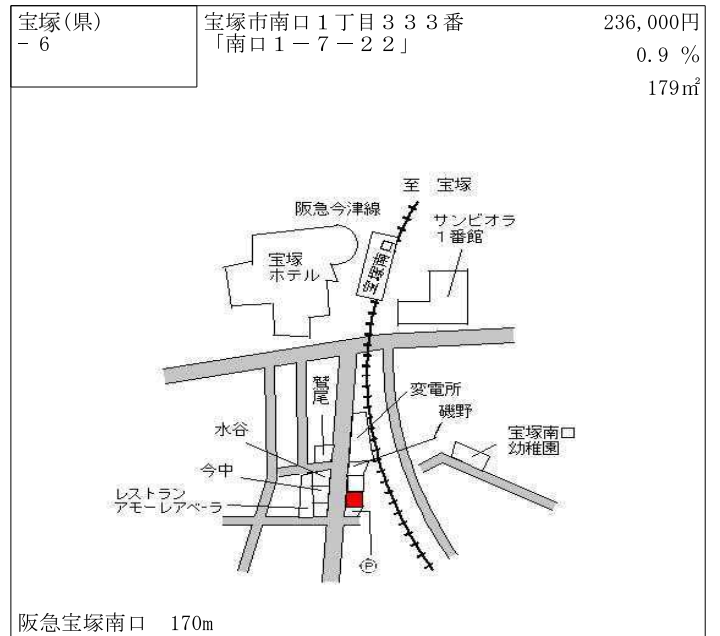 宝塚(県)
－６
宝塚市南口１丁目３３３番
「南口１－７－２２」
236,000円
0.9 %
179㎡
至 宝塚
阪急今津線
サンビオラ
１番館
宝塚
ホテル
宝塚南口
鷲尾
変電所
磯野
水谷
宝塚南口
幼稚園
今中
レストラン
アモーレアベーラ
Ⓟ
阪急宝塚南口　170m